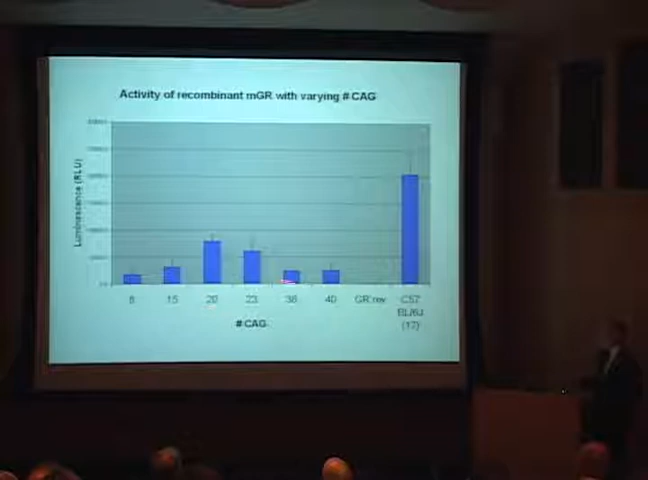 Activity of recombinant mGR with varying # CAG
Luminescence (RLU)
8 15 20 23 36 40 GR rev C57
BL/6J
(17)
# CAG